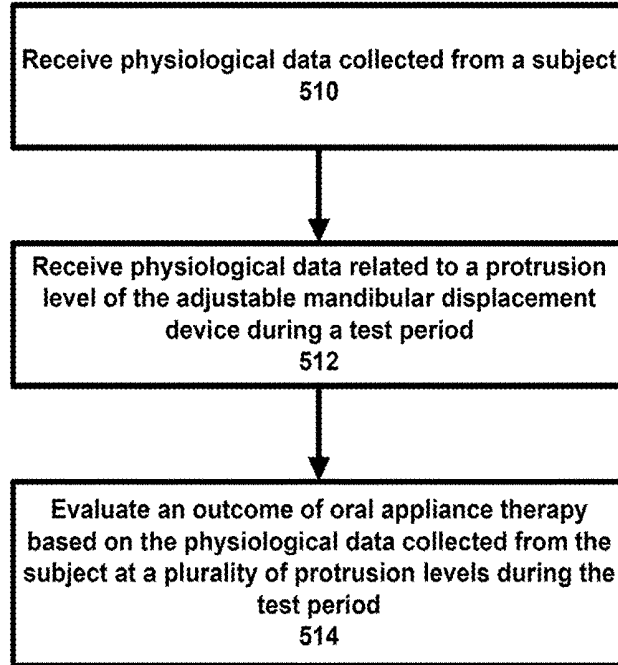 Receive physiological data collected from a subject
510
Receive physiological data related to a protrusion
level of the adjustable mandibular displacement
device during a test period
512
Evaluate an outcome of oral appliance therapy
based on the physiological data collected from the
subject at a plurality of protrusion levels during the
test period
514